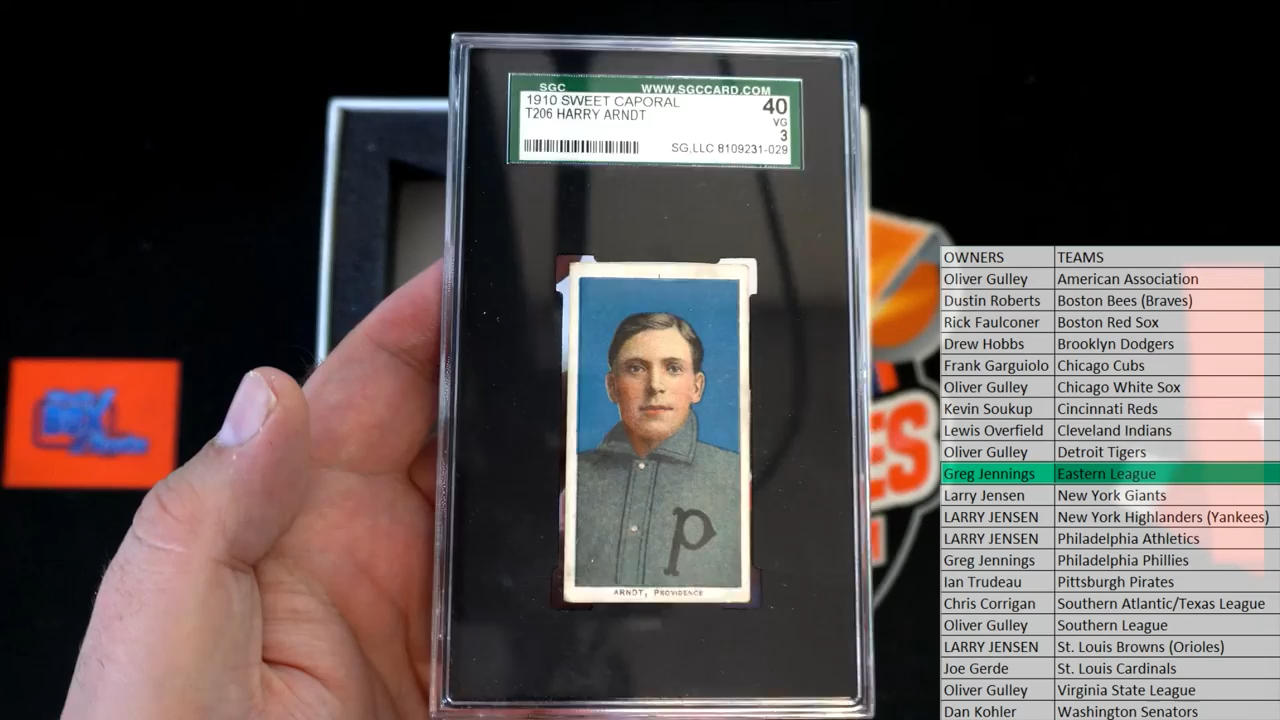 SGC WWW.SGCCARD.COM
1910 SWEET CAPORAL 40
T206 HARRY ARNDT VG
3
SG,LLC 8109231-029
P
ARNDT, PROVIDENCE
BOX
ES
OWNERS TEAMS
Oliver Gulley American Association
Dustin Roberts Boston Bees (Braves)
Rick Faulconer Boston Red Sox
Drew Hobbs Brooklyn Dodgers
Frank Garguiolo Chicago Cubs
Oliver Gulley Chicago White Sox
Kevin Soukup Cincinnati Reds
Lewis Overfield Cleveland Indians
Oliver Gulley Detroit Tigers
Greg Jennings Eastern League
Larry Jensen New York Giants
LARRY JENSEN New York Highlanders (Yankees)
LARRY JENSEN Philadelphia Athletics
Greg Jennings Philadelphia Phillies
Ian Trudeau Pittsburgh Pirates
Chris Corrigan Southern Atlantic/Texas League
Oliver Gulley Southern League
LARRY JENSEN St. Louis Browns (Orioles)
Joe Gerde St. Louis Cardinals
Oliver Gulley Virginia State League
Dan Kohler Washington Senators